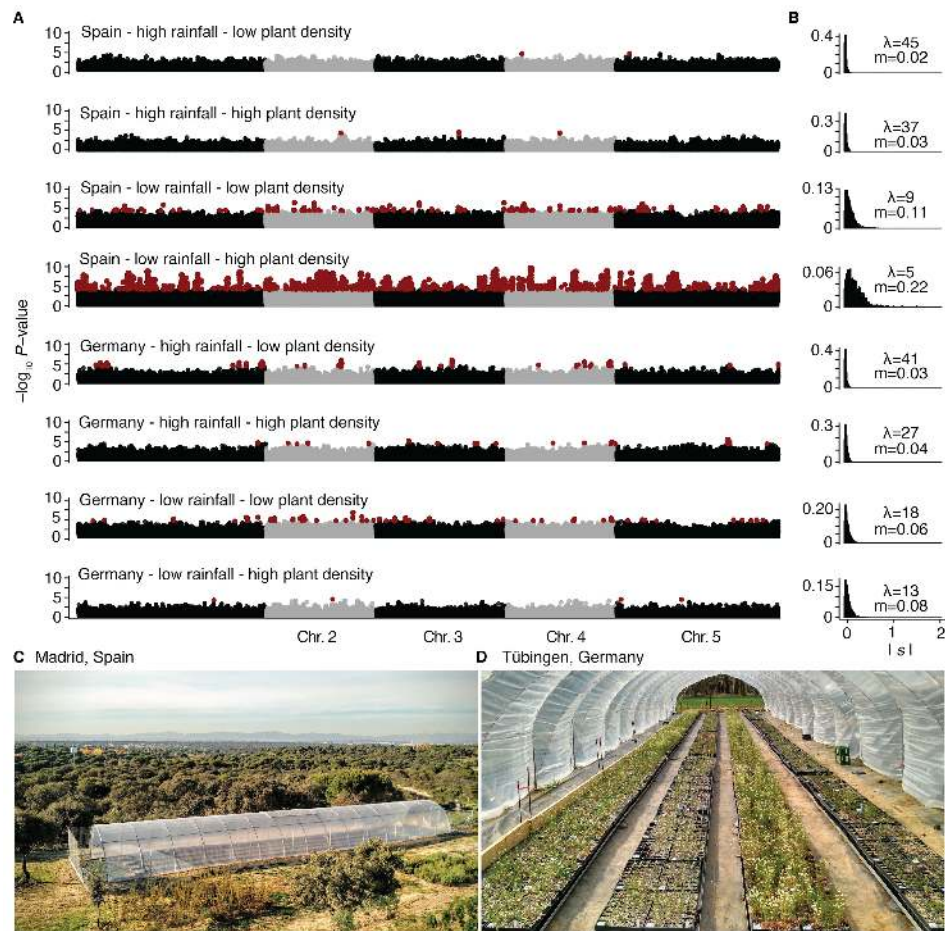 A
B
Spain - high rainfall - low plant density
10
5
0
0.4
0
λ=45
m=0.02
Spain - high rainfall - high plant density
10
5
0
0.3
0
λ=37
m=0.03
Spain - low rainfall - low plant density
10
5
0
0.13
0
λ=9
m=0.11
Spain - low rainfall - high plant density
10
5
0
0.06
0
λ=5
m=0.22
−log10 P−value
Germany - high rainfall - low plant density
10
5
0
0.4
0
λ=41
m=0.03
Germany - high rainfall - high plant density
10
5
0
0.3
0
λ=27
m=0.04
Germany - low rainfall - low plant density
10
5
0
0.20
0
λ=18
m=0.06
Germany - low rainfall - high plant density
10
5
0
0.15
0
λ=13
m=0.08
Chr. 2 Chr. 3 Chr. 4 Chr. 5
0 1 2
| s |
C Madrid, Spain
D Tübingen, Germany